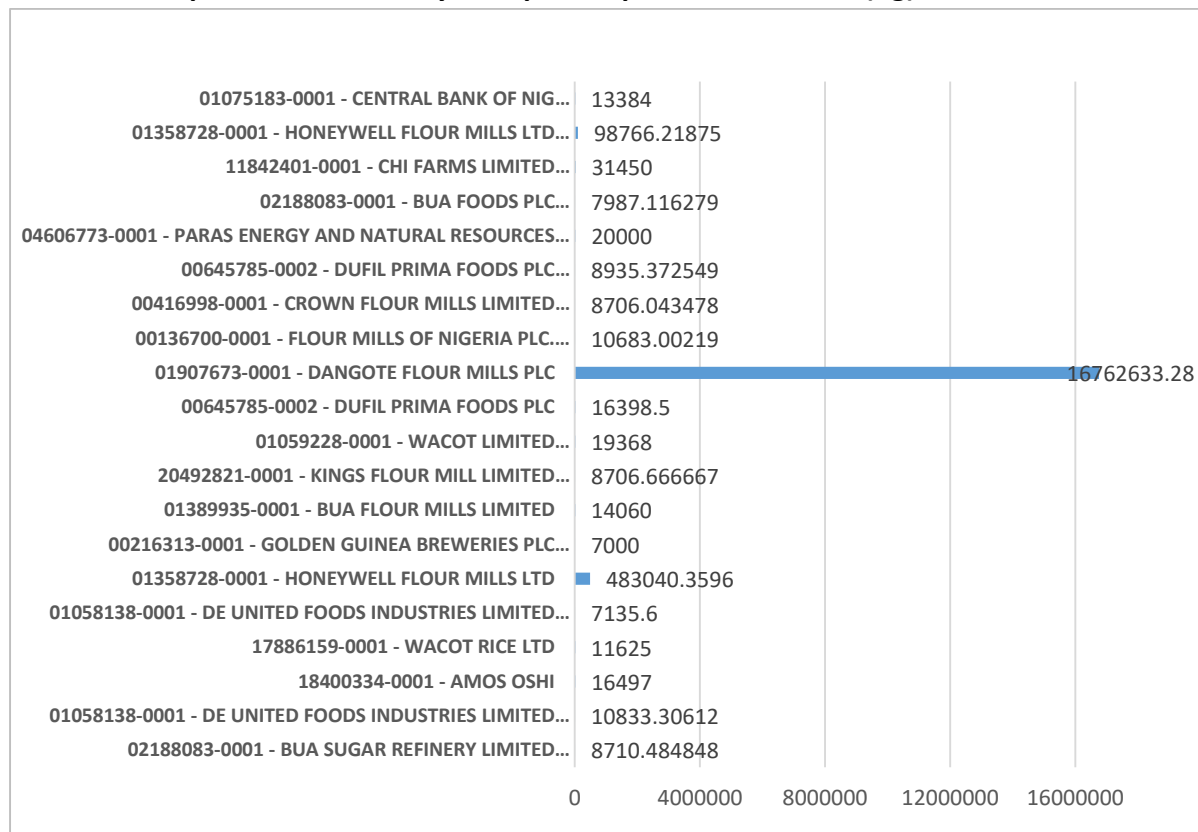 01075183-0001 - CENTRAL BANK OF NIG... 13384
01358728-0001 - HONEYWELL FLOUR MILLS LTD... 98766.21875
11842401-0001 - CHI FARMS LIMITED... 31450
02188083-0001 - BUA FOODS PLC... 7987.116279
04606773-0001 - PARAS ENERGY AND NATURAL RESOURCES... 20000
00645785-0002 - DUFIL PRIMA FOODS PLC... 8935.372549
00416998-0001 - CROWN FLOUR MILLS LIMITED... 8706.043478
00136700-0001 - FLOUR MILLS OF NIGERIA PLC.... 10683.00219
01907673-0001 - DANGOTE FLOUR MILLS PLC 16762633.28
00645785-0002 - DUFIL PRIMA FOODS PLC 16398.5
01059228-0001 - WACOT LIMITED... 19368
20492821-0001 - KINGS FLOUR MILL LIMITED... 8706.666667
01389935-0001 - BUA FLOUR MILLS LIMITED 14060
00216313-0001 - GOLDEN GUINEA BREWERIES PLC... 7000
01358728-0001 - HONEYWELL FLOUR MILLS LTD 483040.3596
01058138-0001 - DE UNITED FOODS INDUSTRIES LIMITED... 7135.6
17886159-0001 - WACOT RICE LTD 11625
18400334-0001 - AMOS OSHI 16497
01058138-0001 - DE UNITED FOODS INDUSTRIES LIMITED... 10833.30612
02188083-0001 - BUA SUGAR REFINERY LIMITED... 8710.484848
0 4000000 8000000 12000000 16000000